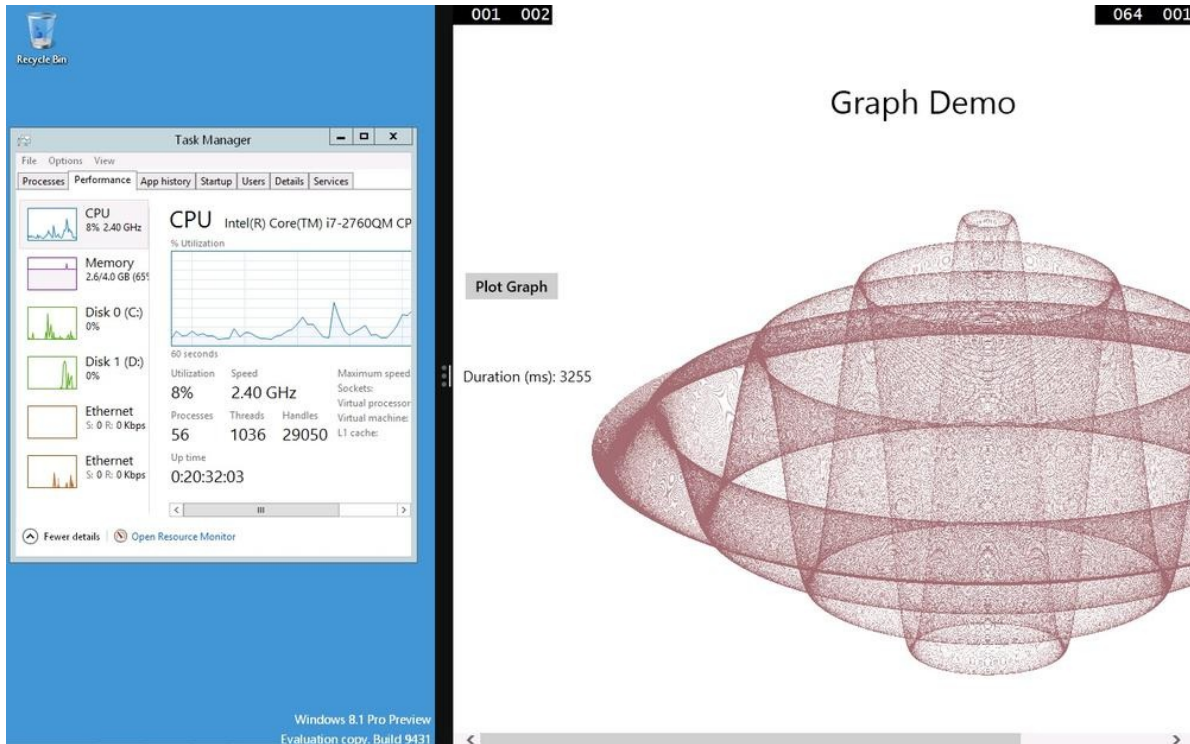 001 002
064 001
Recycle Bin
Graph Demo
Task Manager
File Options View
Processes Performance App history Startup Users Details Services
CPU
8% 2.40 GHz
Memory
2.6/4.0 GB (65%
Disk 0 (C:)
0%
Disk 1 (D:)
0%
Ethernet
S: 0 R: 0 Kbps
Ethernet
S: 0 R: 0 Kbps
CPU Intel(R) Core(TM) i7-2760QM CP
% Utilization
60 seconds
Utilization Speed Maximum speed
8% 2.40 GHz Sockets:
Virtual processor
Processes Threads Handles Virtual machine:
56 1036 29050 L1 cache:
Up time
0:20:32:03
Fewer details Open Resource Monitor
Plot Graph
Duration (ms): 3255
Windows 8.1 Pro Preview
Evaluation copy. Build 9431